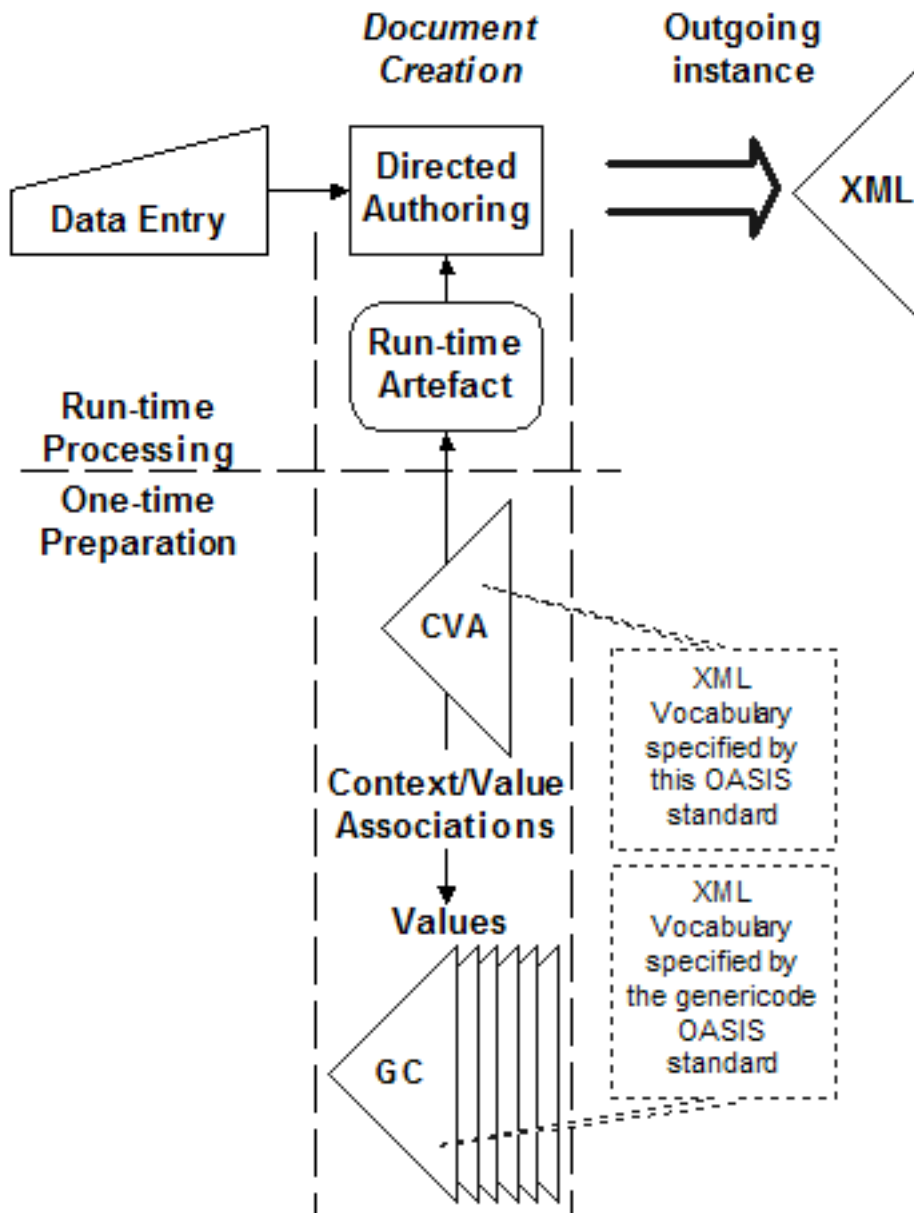 Document
Creation
Outgoing
instance
Data Entry
Directed
Authoring
XML
Run-time
Artefact
Run-time
Processing
One-time
Preparation
CVA
XML
Vocabulary
specified by
this OASIS
standard
Context/Value
Associations
Values
XML
Vocabulary
specified by
the genericode
OASIS
standard
GC